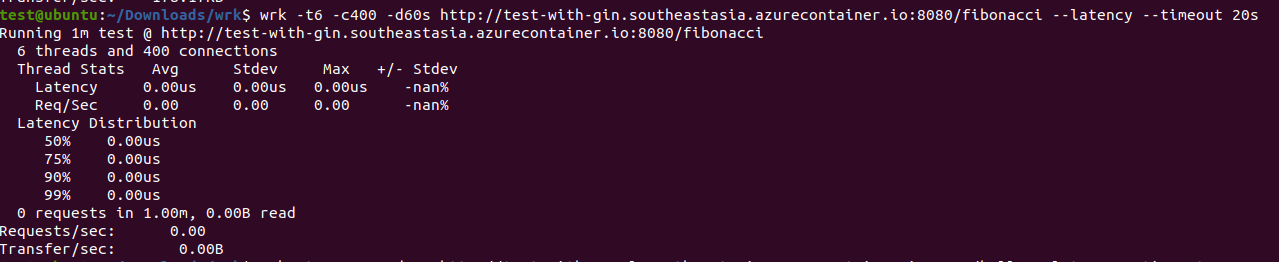 Transfer/sec: 178.17KB
test@ubuntu:~/Downloads/wrk$ wrk -t6 -c400 -d60s http://test-with-gin.southeastasia.azurecontainer.io:8080/fibonacci --latency --timeout 20s
Running 1m test @ http://test-with-gin.southeastasia.azurecontainer.io:8080/fibonacci
6 threads and 400 connections
Thread Stats Avg Stdev Max +/- Stdev
Latency 0.00us 0.00us 0.00us -nan%
Req/Sec 0.00 0.00 0.00 -nan%
Latency Distribution
50% 0.00us
75% 0.00us
90% 0.00us
99% 0.00us
0 requests in 1.00m, 0.00B read
Requests/sec: 0.00
Transfer/sec: 0.00B